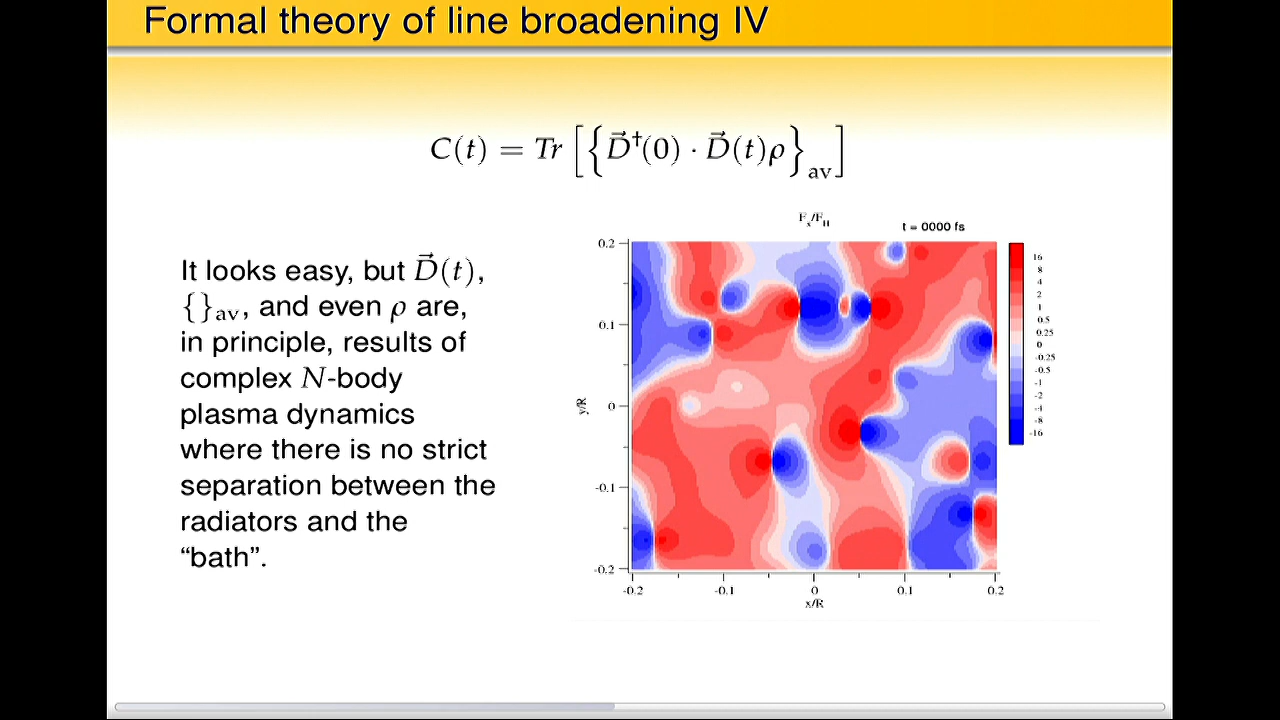 Formal theory of line broadening IV
C(t) = Tr [ { D⃗†(0) · D⃗(t)ρ }av ]
It looks easy, but D⃗(t),
{}av, and even ρ are,
in principle, results of
complex N-body
plasma dynamics
where there is no strict
separation between the
radiators and the
“bath”.
Fx/FH
t = 0000 fs
0.2
0.1
0
-0.1
-0.2
y/R
-0.2 -0.1 0 0.1 0.2
x/R
16
8
4
2
1
0.5
0.25
0
-0.25
-0.5
-1
-2
-4
-8
-16